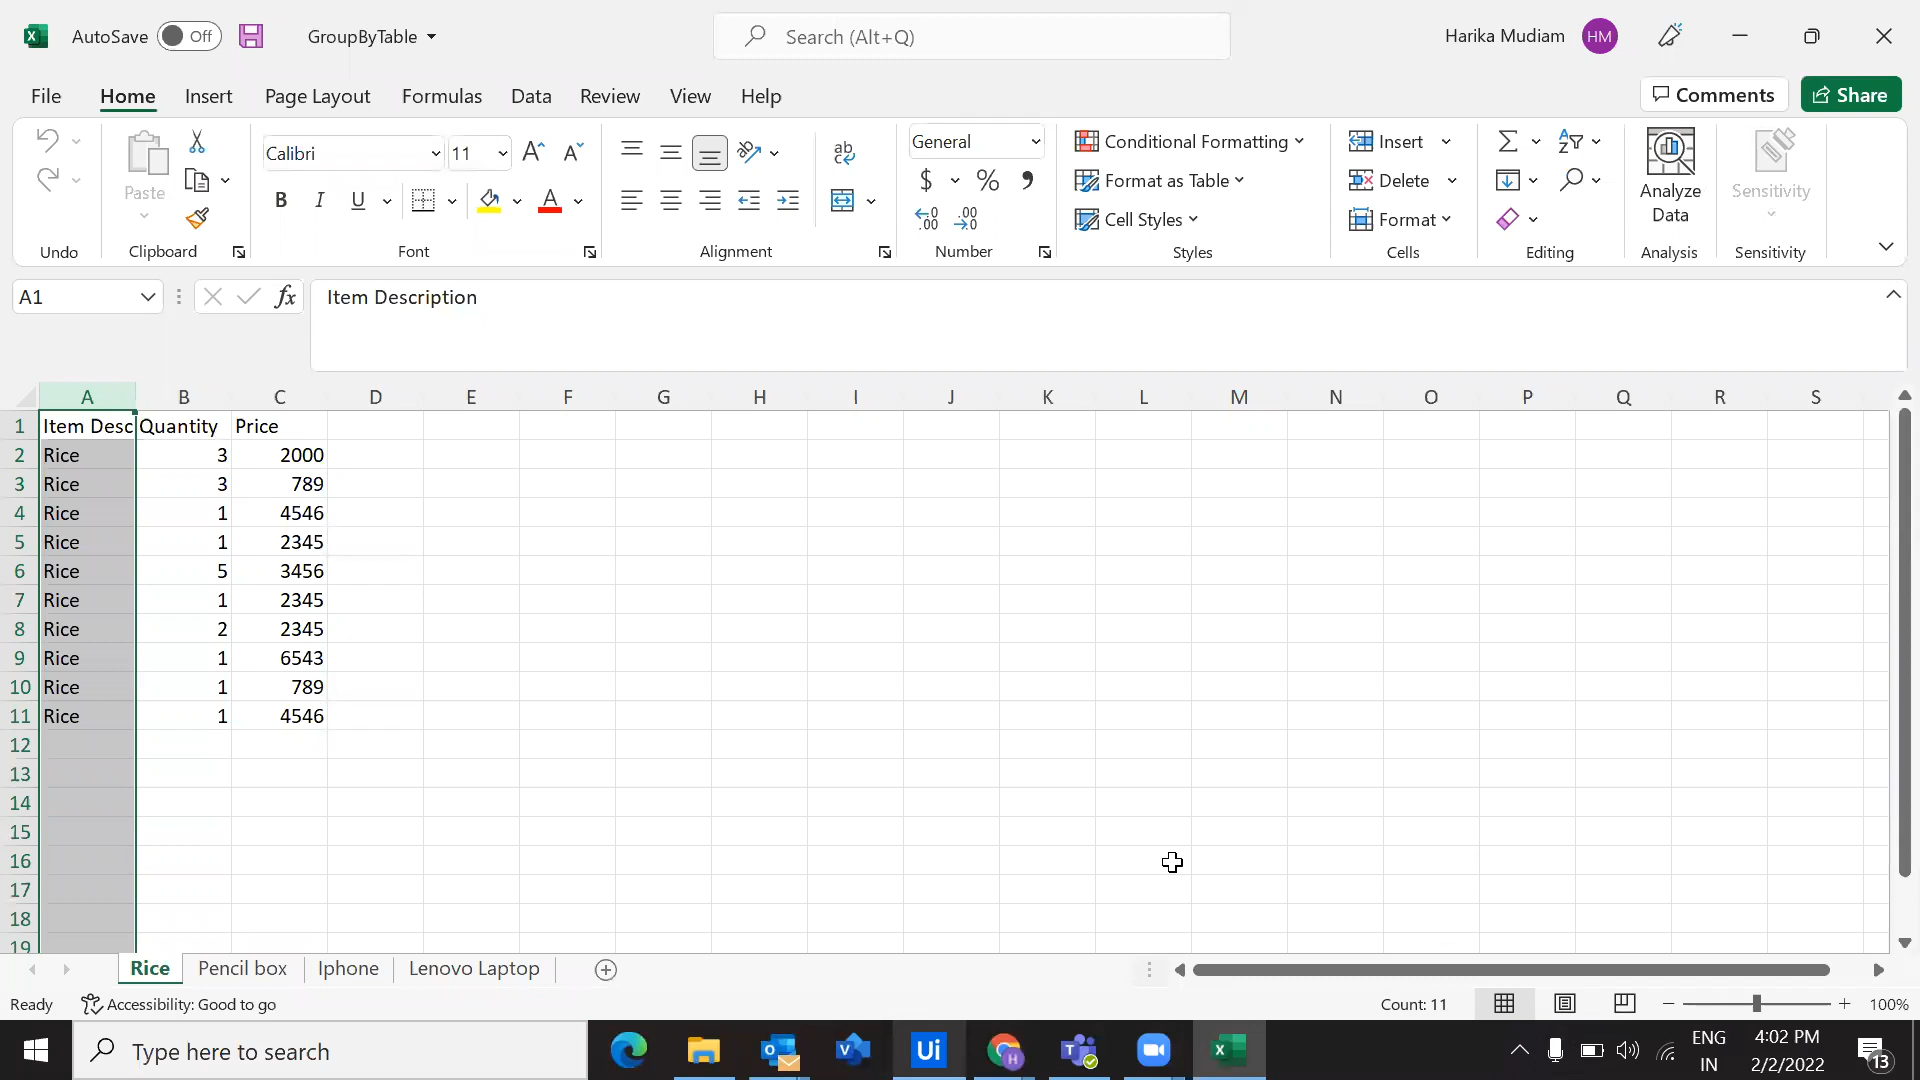 AutoSave Off GroupByTable Search (Alt+Q) Harika Mudiam HM
File Home Insert Page Layout Formulas Data Review View Help Comments Share
Paste Calibri 11 General Conditional Formatting Insert
Format as Table Delete Analyze Data Sensitivity
B I U ab $ % Cell Styles Format
Undo Clipboard Font Alignment Number Styles Cells Editing Analysis Sensitivity
A1 fx Item Description
A B C D E F G H I J K L M N O P Q R S
1 Item Desc Quantity Price
2 Rice 3 2000
3 Rice 3 789
4 Rice 1 4546
5 Rice 1 2345
6 Rice 5 3456
7 Rice 1 2345
8 Rice 2 2345
9 Rice 1 6543
10 Rice 1 789
11 Rice 1 4546
12
13
14
15
16
17
18
19
Rice Pencil box Iphone Lenovo Laptop
Ready Accessibility: Good to go Count: 11 100%
Type here to search Ui ENG 4:02 PM
IN 2/2/2022 13